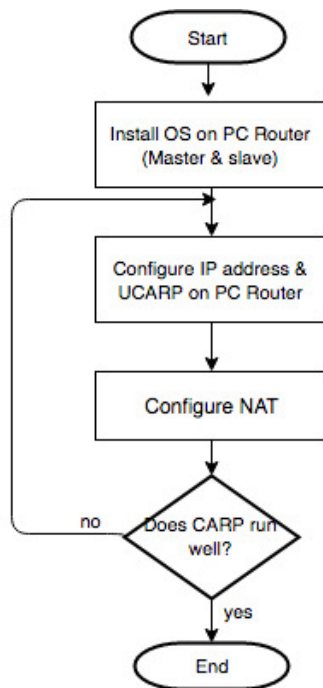 Start
Install OS on PC Router
(Master & slave)
Configure IP address &
UCARP on PC Router
Configure NAT
Does CARP run
well?
no
yes
End